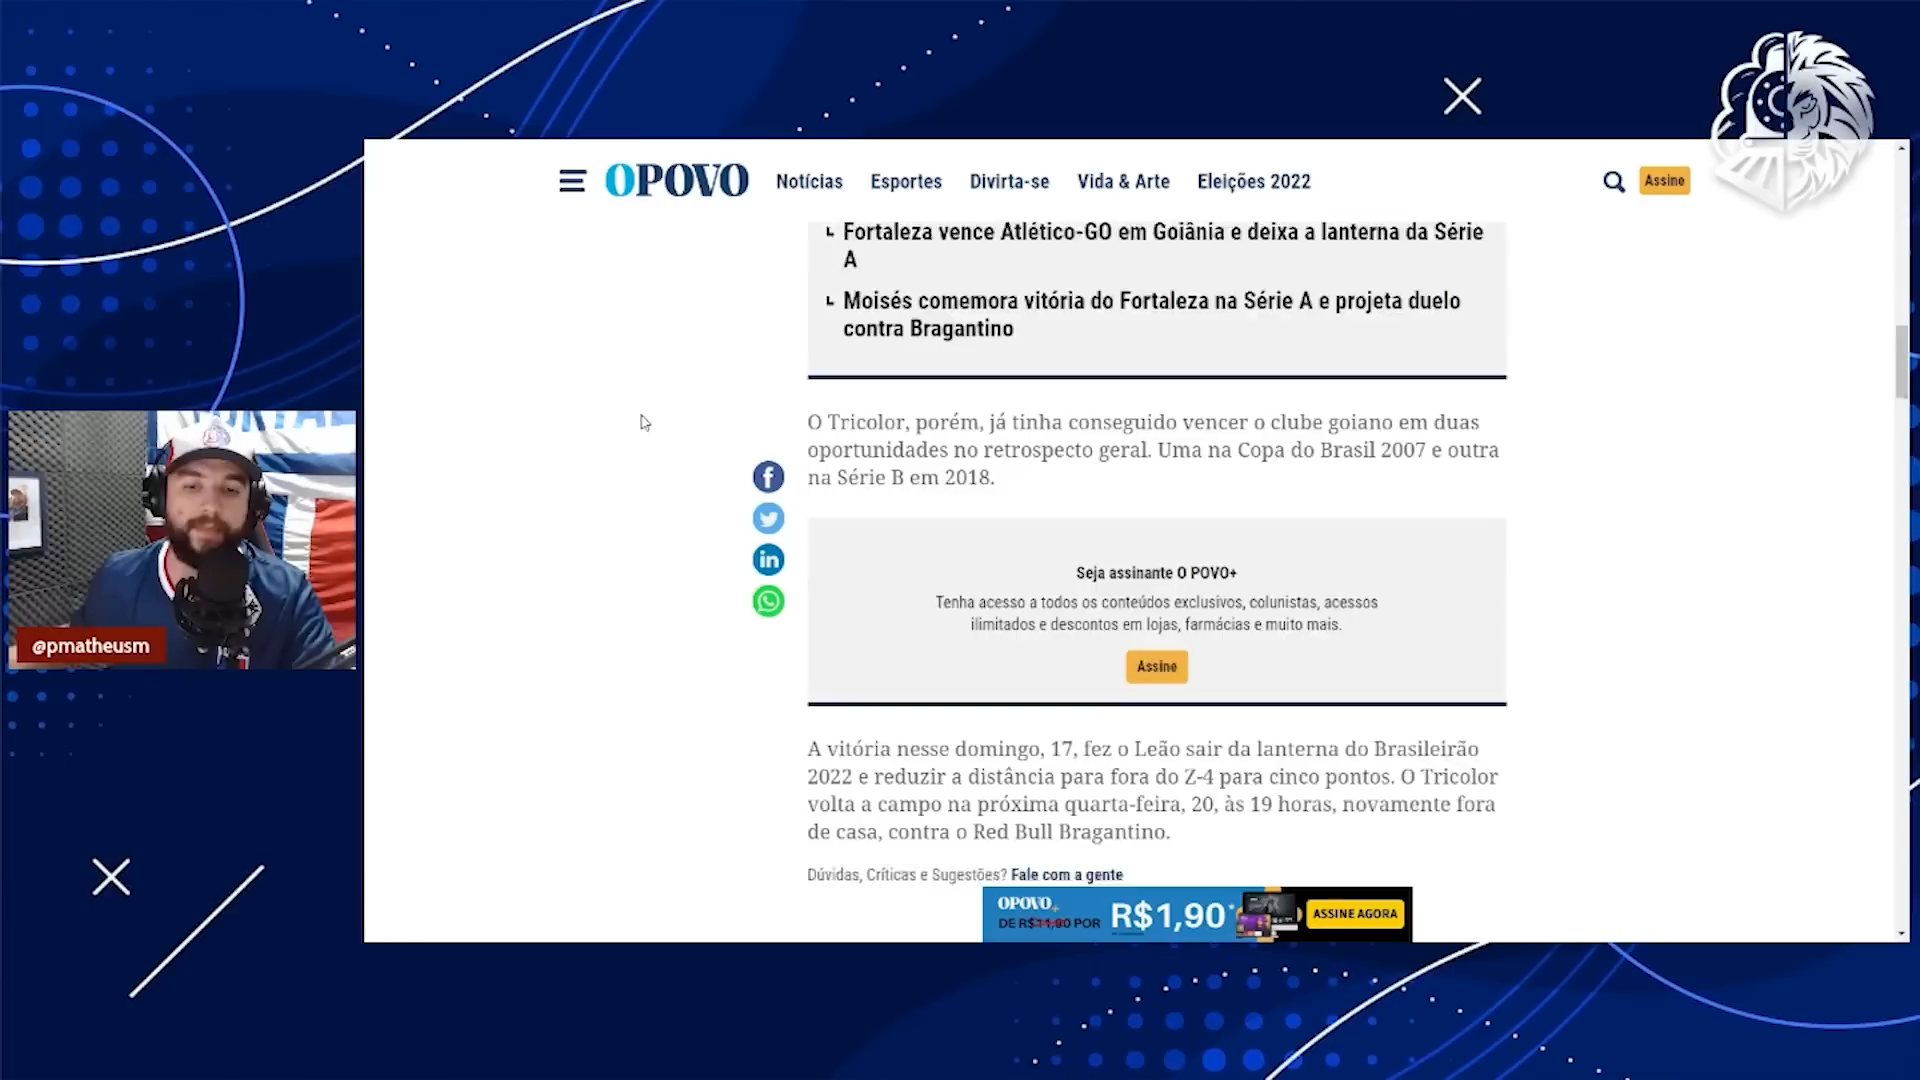 OPOVO Notícias Esportes Divirta-se Vida & Arte Eleições 2022 Assine
Fortaleza vence Atlético-GO em Goiânia e deixa a lanterna da Série
A
Moisés comemora vitória do Fortaleza na Série A e projeta duelo
contra Bragantino
O Tricolor, porém, já tinha conseguido vencer o clube goiano em duas
oportunidades no retrospecto geral. Uma na Copa do Brasil 2007 e outra
na Série B em 2018.
Seja assinante O POVO+
Tenha acesso a todos os conteúdos exclusivos, colunistas, acessos
ilimitados e descontos em lojas, farmácias e muito mais.
Assine
@pmatheusm
A vitória nesse domingo, 17, fez o Leão sair da lanterna do Brasileirão
2022 e reduzir a distância para fora do Z-4 para cinco pontos. O Tricolor
volta a campo na próxima quarta-feira, 20, às 19 horas, novamente fora
de casa, contra o Red Bull Bragantino.
Dúvidas, Críticas e Sugestões? Fale com a gente
OPOVO+
DE POR R$1,90*
ASSINE AGORA